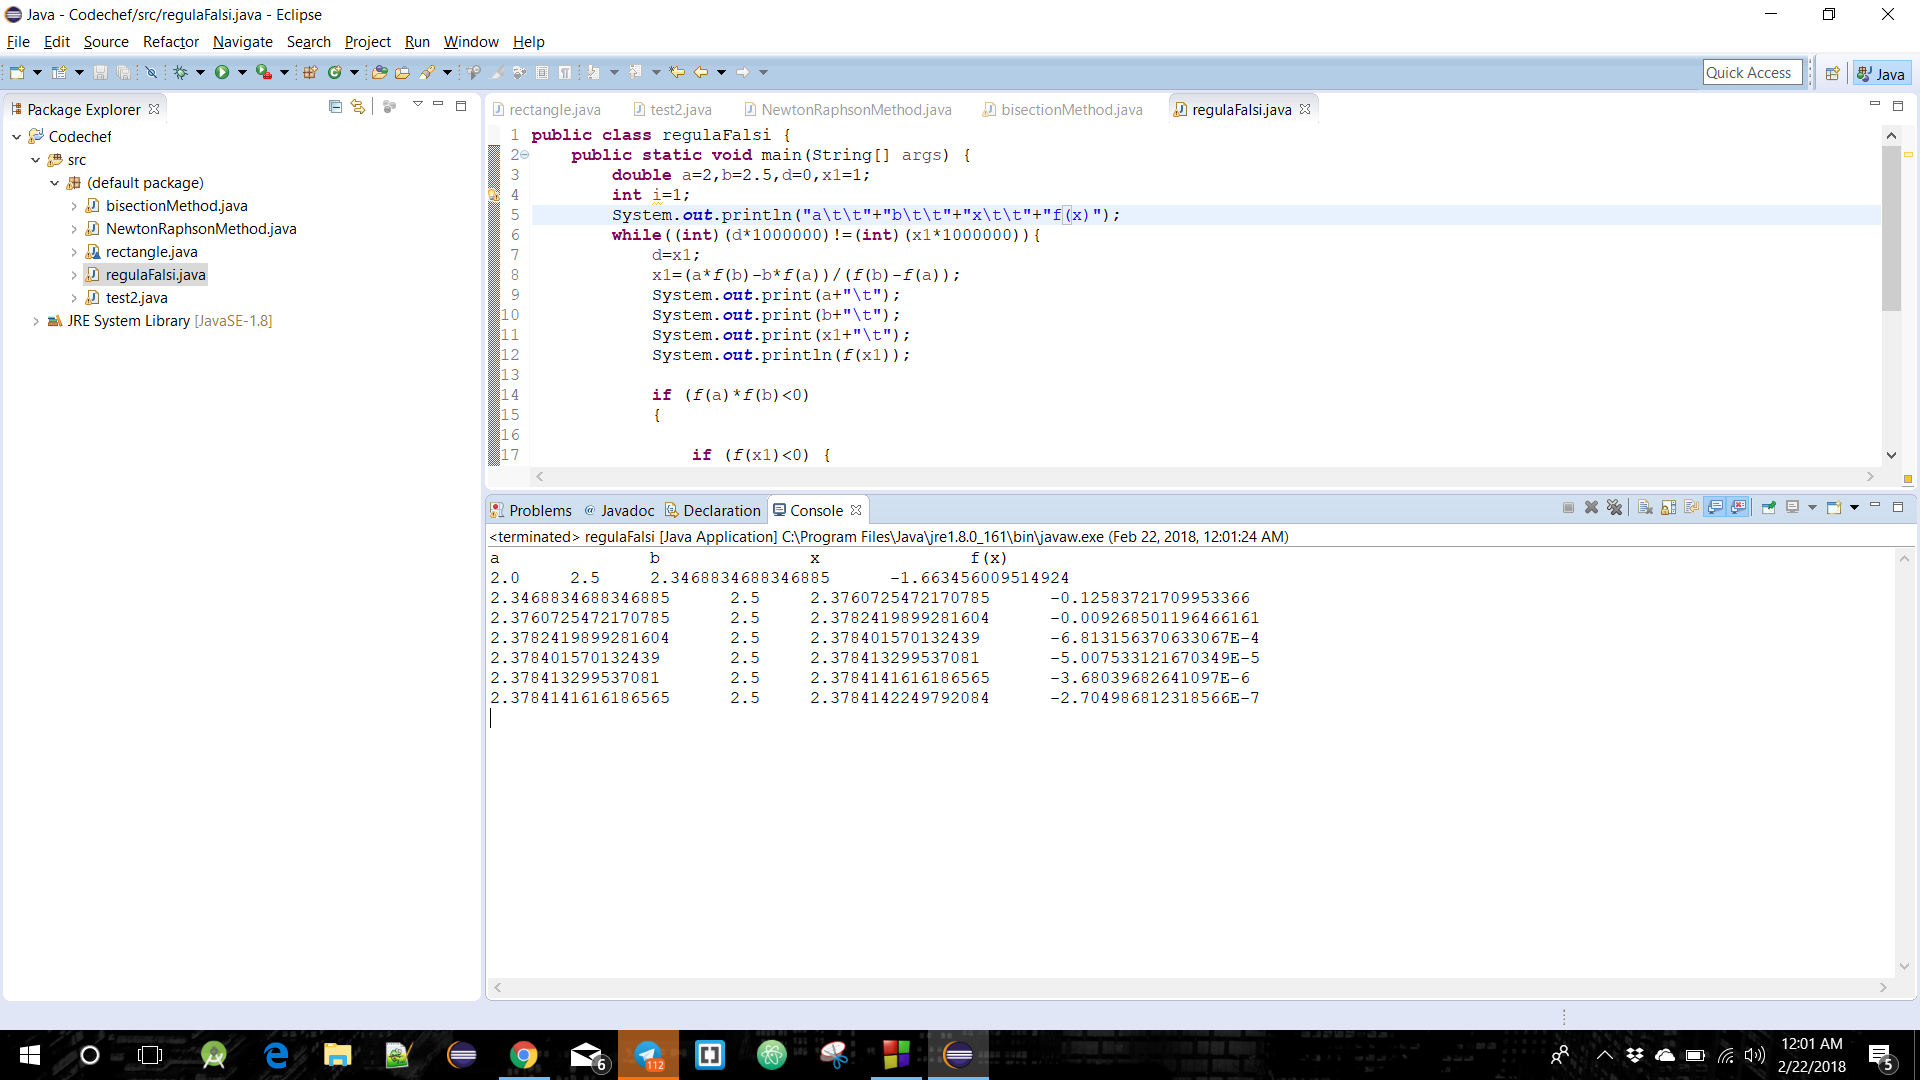 Java - Codechef/src/regulaFalsi.java - Eclipse
File Edit Source Refactor Navigate Search Project Run Window Help
Quick Access
Java
Package Explorer
Codechef
src
(default package)
bisectionMethod.java
NewtonRaphsonMethod.java
rectangle.java
regulaFalsi.java
test2.java
JRE System Library [JavaSE-1.8]
rectangle.java test2.java NewtonRaphsonMethod.java bisectionMethod.java regulaFalsi.java
1 public class regulaFalsi {
2 public static void main(String[] args) {
3 double a=2,b=2.5,d=0,x1=1;
4 int i=1;
5 System.out.println("a\t\t"+"b\t\t"+"x\t\t"+"f(x)");
6 while((int)(d*1000000)!=(int)(x1*1000000)){
7 d=x1;
8 x1=(a*f(b)-b*f(a))/(f(b)-f(a));
9 System.out.print(a+"\t");
10 System.out.print(b+"\t");
11 System.out.print(x1+"\t");
12 System.out.println(f(x1));
13
14 if (f(a)*f(b)<0)
15 {
16
17 if (f(x1)<0) {
Problems @ Javadoc Declaration Console
<terminated> regulaFalsi [Java Application] C:\Program Files\Java\jre1.8.0_161\bin\javaw.exe (Feb 22, 2018, 12:01:24 AM)
a b x f(x)
2.0 2.5 2.3468834688346885 -1.663456009514924
2.3468834688346885 2.5 2.3760725472170785 -0.12583721709953366
2.3760725472170785 2.5 2.3782419899281604 -0.009268501196466161
2.3782419899281604 2.5 2.378401570132439 -6.813156370633067E-4
2.378401570132439 2.5 2.378413299537081 -5.007533121670349E-5
2.378413299537081 2.5 2.3784141616186565 -3.68039682641097E-6
2.3784141616186565 2.5 2.3784142249792084 -2.704986812318566E-7
6
112
12:01 AM
2/22/2018
5